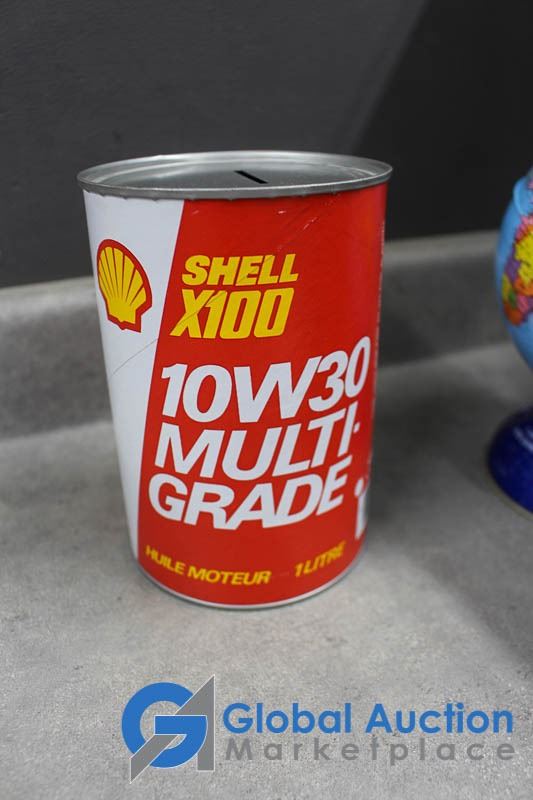 SHELL
X100
10W30
MULTI-
GRADE
HUILE MOTEUR 1 LITRE
Global Auction
Marketplace